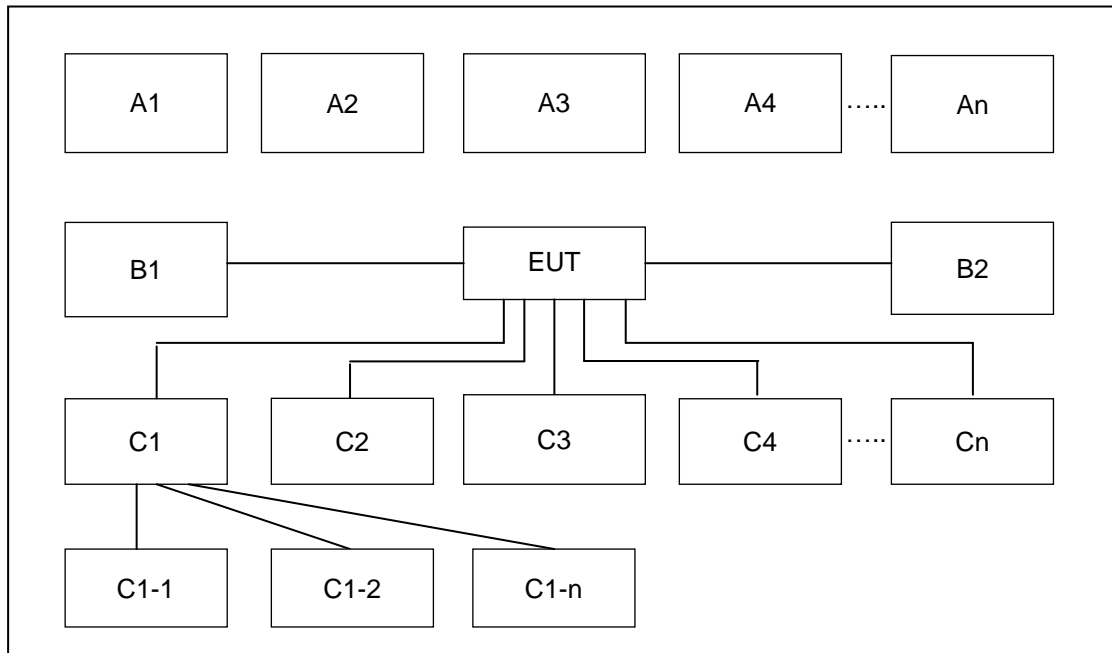 A1 A2 A3 A4 ..... An
B1 EUT B2
C1 C2 C3 C4 ..... Cn
C1-1 C1-2 C1-n